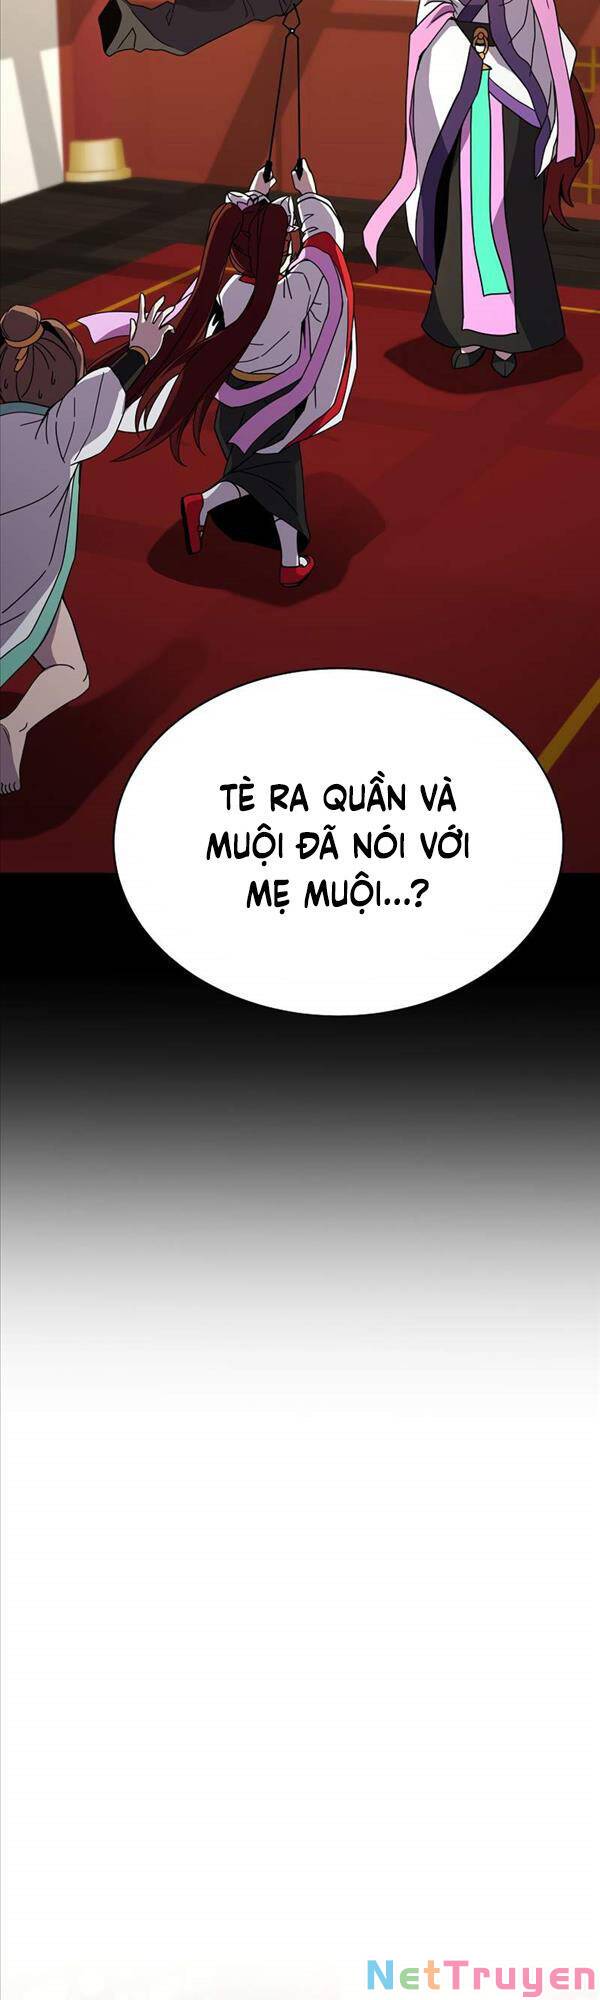 TÈ RA QUẦN VÀ
MUỘI ĐÃ NÓI VỚI
MẸ MUỘI...?
NetTruyen